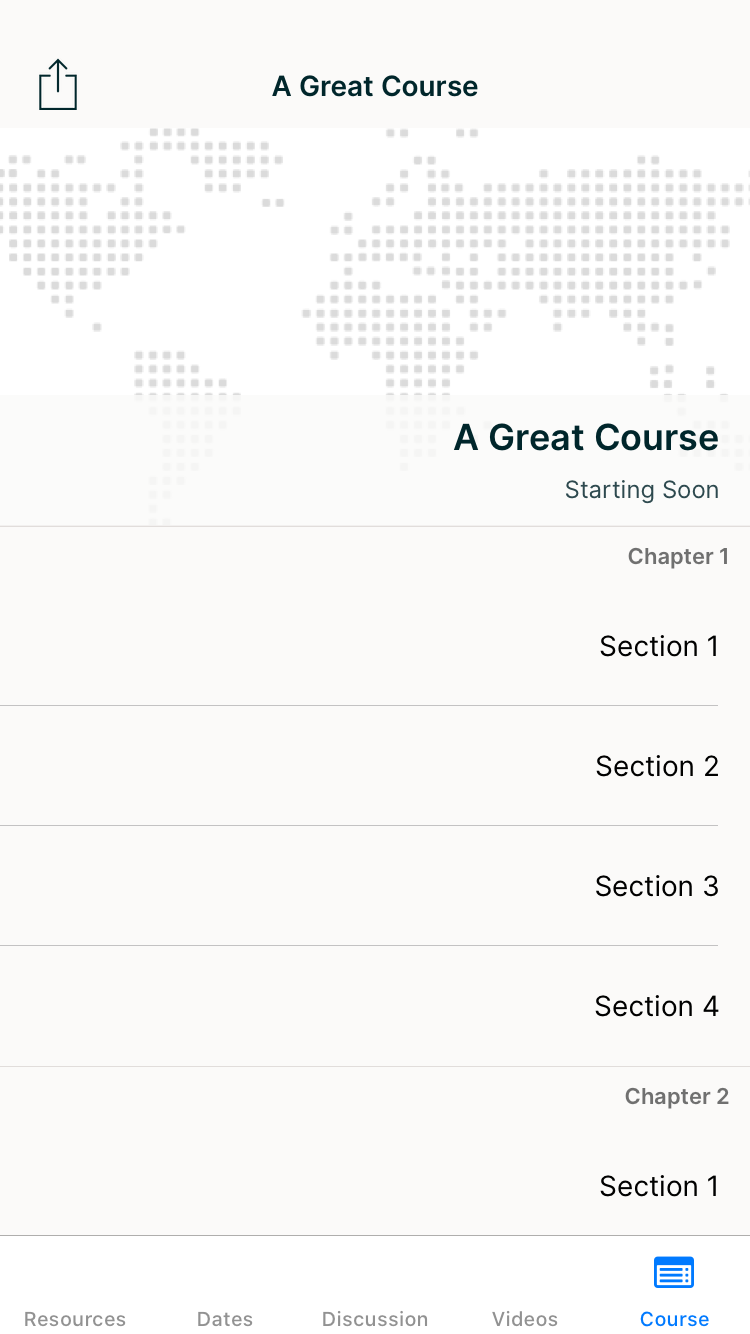 A Great Course
A Great Course
Starting Soon
Chapter 1
Section 1
Section 2
Section 3
Section 4
Chapter 2
Section 1
Resources Dates Discussion Videos Course